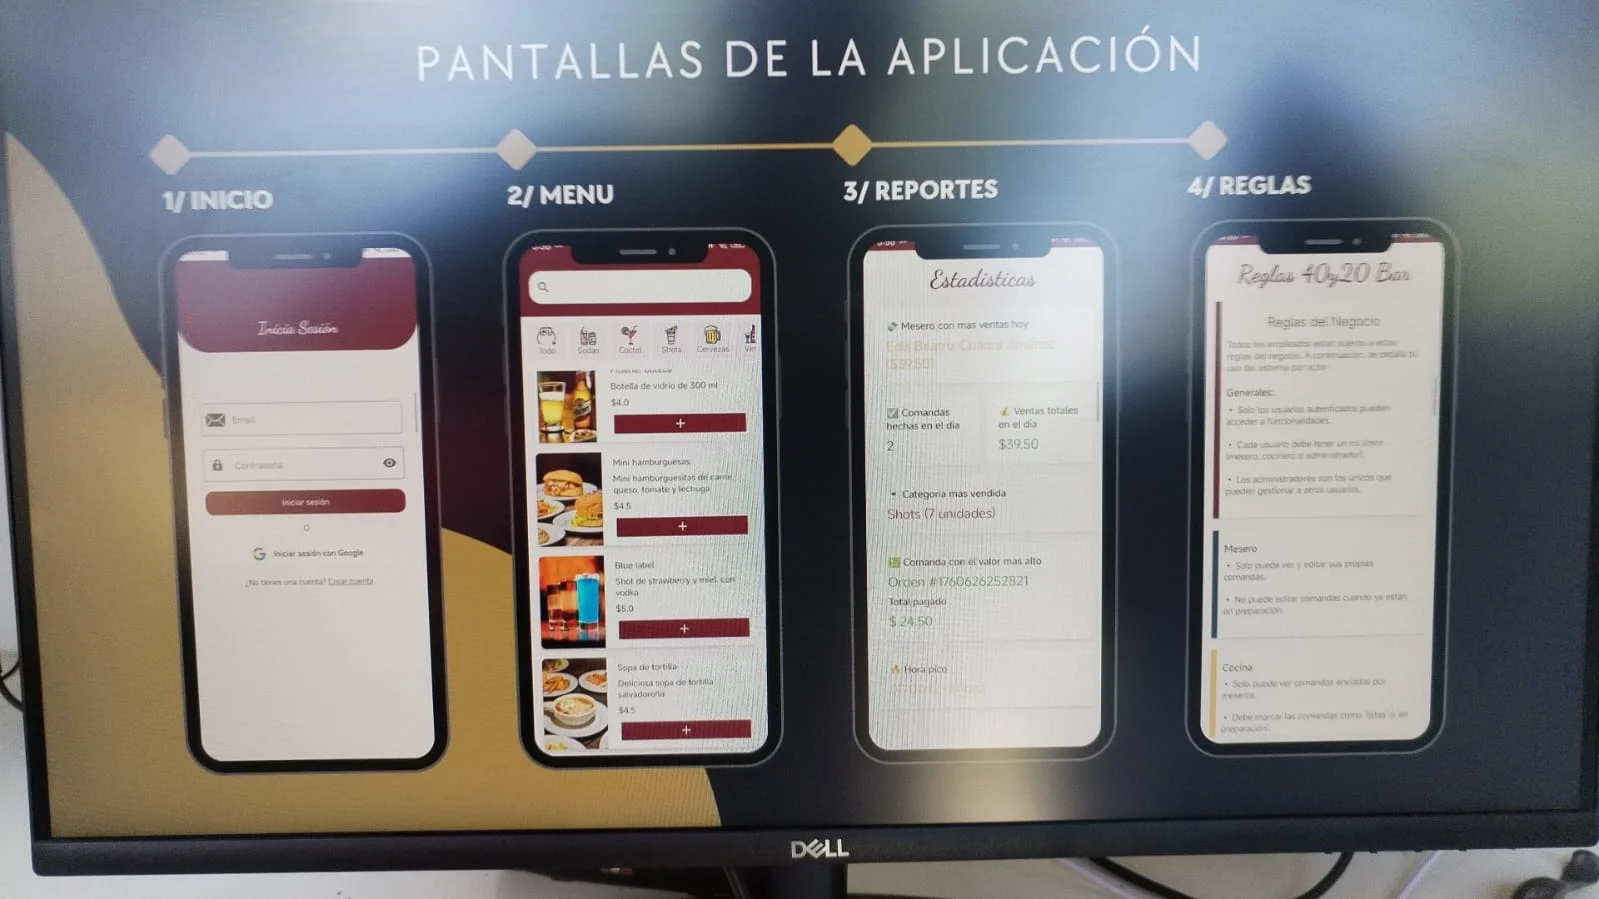 PANTALLAS DE LA APLICACIÓN
1/ INICIO
Inicia Sesión
Email
Contraseña
Iniciar sesión
O
Iniciar sesión con Google
¿No tienes una cuenta? Crear cuenta
2/ MENU
Todo
Sodas
Coctel
Shots
Cervezas
Vin
Botella de vidrio de 300 ml
$4.0
+
Mini hamburguesas
Mini hamburguesitas de carne,
queso, tomate y lechuga
$4.5
+
Blue label
Shot de strawberry y miel, con
vodka
$5.0
+
Sopa de tortilla
Deliciosa sopa de tortilla
salvadoreña
$4.5
+
3/ REPORTES
Estadisticas
Mesero con mas ventas hoy
Edis Beatriz Cuadra Jimenez
($39.50)
Comandas
hechas en el dia
2
Ventas totales
en el dia
$39.50
Categoria mas vendida
Shots (7 unidades)
Comanda con el valor mas alto
Orden #1760626252821
Total pagado
$ 24.50
Hora pico
4/ REGLAS
Reglas 40y20 Bar
Reglas del Negocio
Todos los empleados estan sujetos a estas
reglas del negocio. A continuación, se detalla tu
uso del sistema por actor:
Generales:
• Solo los usuarios autenticados pueden
acceder a funcionalidades.
• Cada usuario debe tener un rol único
(mesero, cocinero o administrador).
• Los administradores son los únicos que
pueden gestionar a otros usuarios.
Mesero
• Solo puede ver y editar sus propias
comandas.
• No puede editar comandas cuando ya están
en preparación.
Cocina
• Solo puede ver comandas enviadas por
meseros.
• Debe marcar las comandas como 'listas' o 'en
preparación'.
DELL